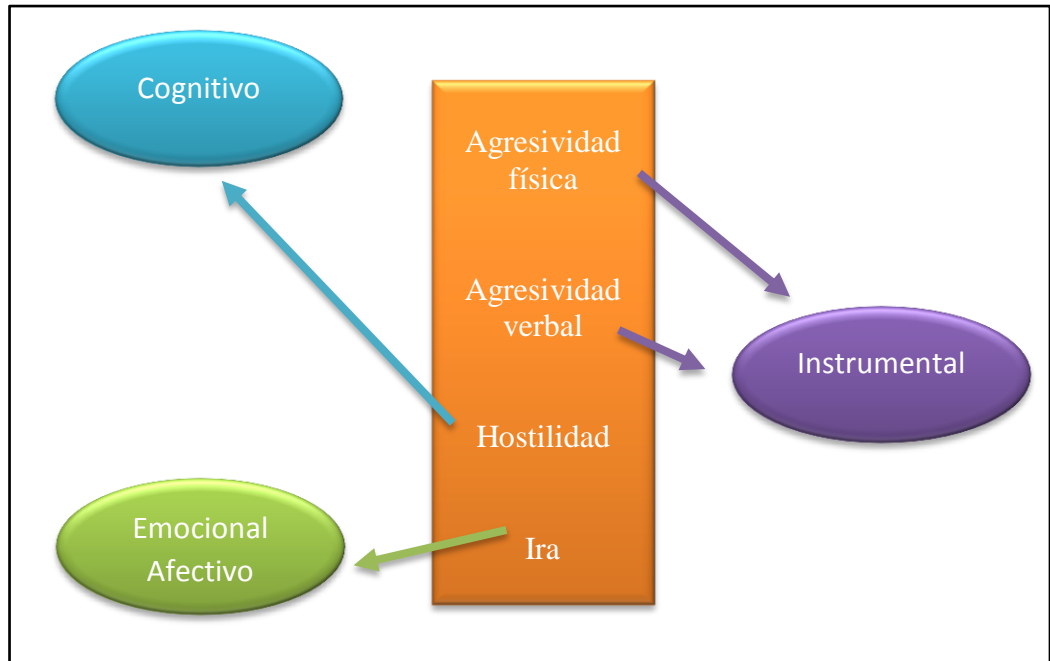 Cognitivo
Agresividad
física
Agresividad
verbal
Instrumental
Hostilidad
Emocional
Afectivo
Ira